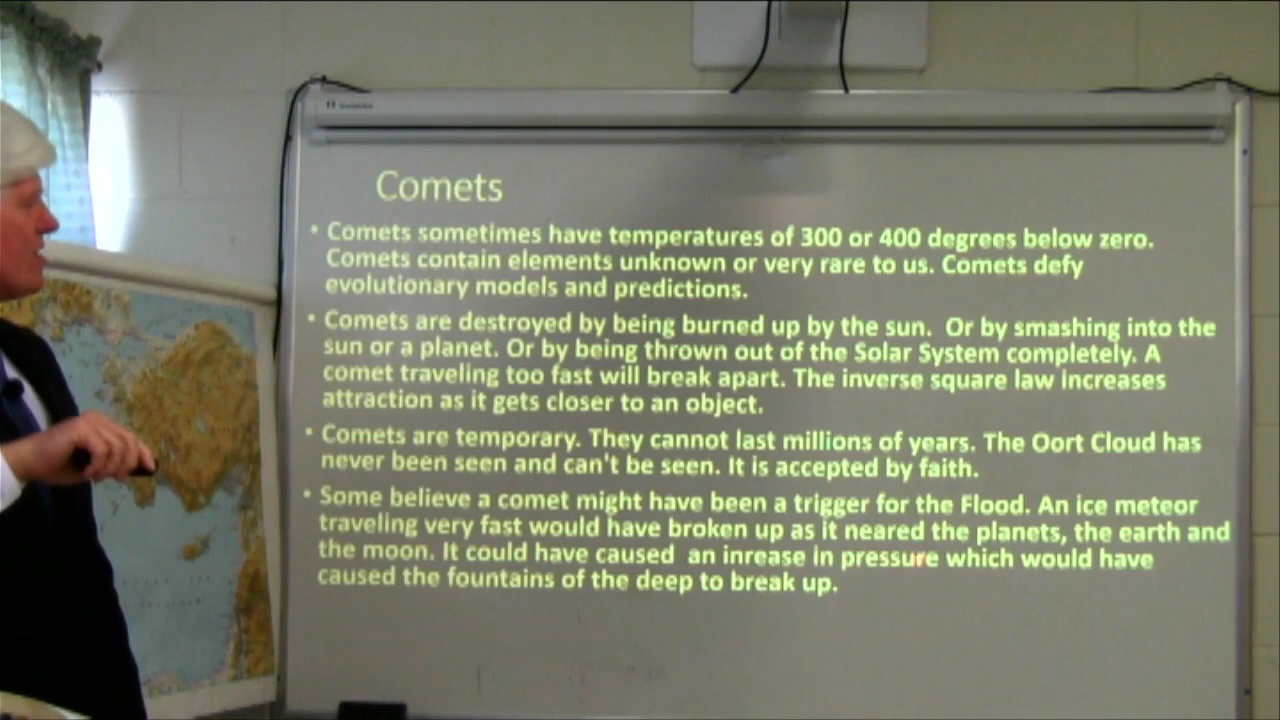 Comets
• Comets sometimes have temperatures of 300 or 400 degrees below zero.
Comets contain elements unknown or very rare to us. Comets defy
evolutionary models and predictions.
• Comets are destroyed by being burned up by the sun.  Or by smashing into the
sun or a planet. Or by being thrown out of the Solar System completely. A
comet traveling too fast will break apart. The inverse square law increases
attraction as it gets closer to an object.
• Comets are temporary. They cannot last millions of years. The Oort Cloud has
never been seen and can't be seen. It is accepted by faith.
• Some believe a comet might have been a trigger for the Flood. An ice meteor
traveling very fast would have broken up as it neared the planets, the earth and
the moon. It could have caused  an inrease in pressure which would have
caused the fountains of the deep to break up.